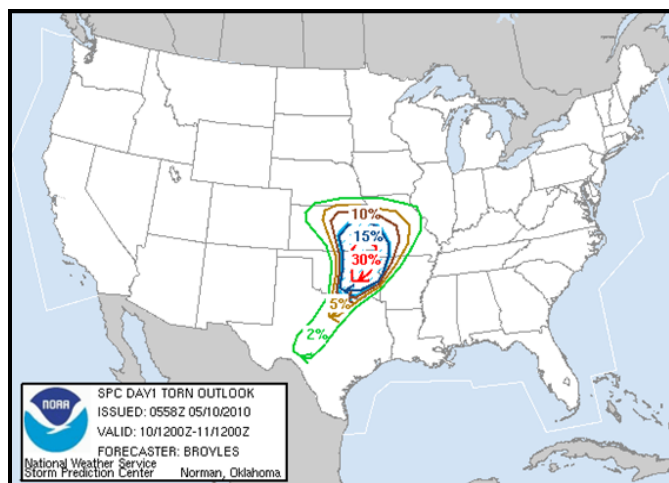 10%
15%
30%
5%
2%
SPC DAY1 TORN OUTLOOK
ISSUED: 0558Z 05/10/2010
VALID: 10/1200Z-11/1200Z
FORECASTER: BROYLES
NOAA
National Weather Service
Storm Prediction Center Norman, Oklahoma